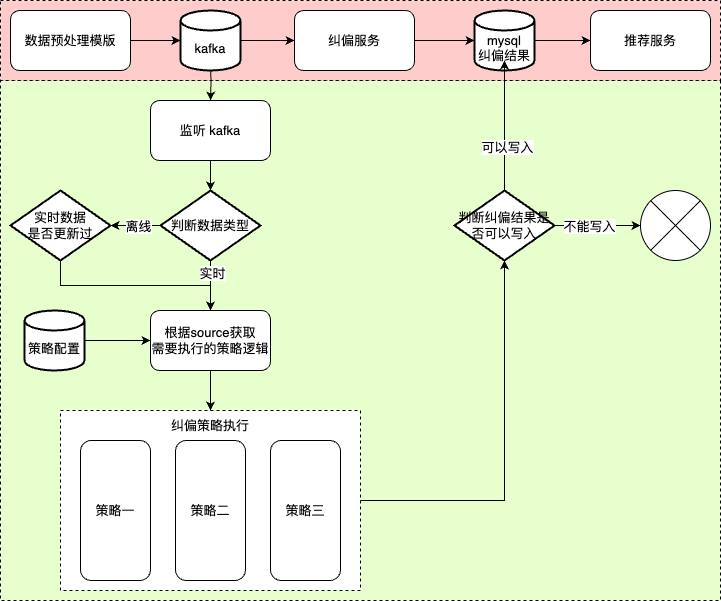 数据预处理模版
kafka
纠偏服务
mysql
纠偏结果
推荐服务
监听 kafka
可以写入
实时数据
是否更新过
离线
判断数据类型
判断纠偏结果是
否可以写入
不能写入
实时
策略配置
根据source获取
需要执行的策略逻辑
纠偏策略执行
策略一
策略二
策略三